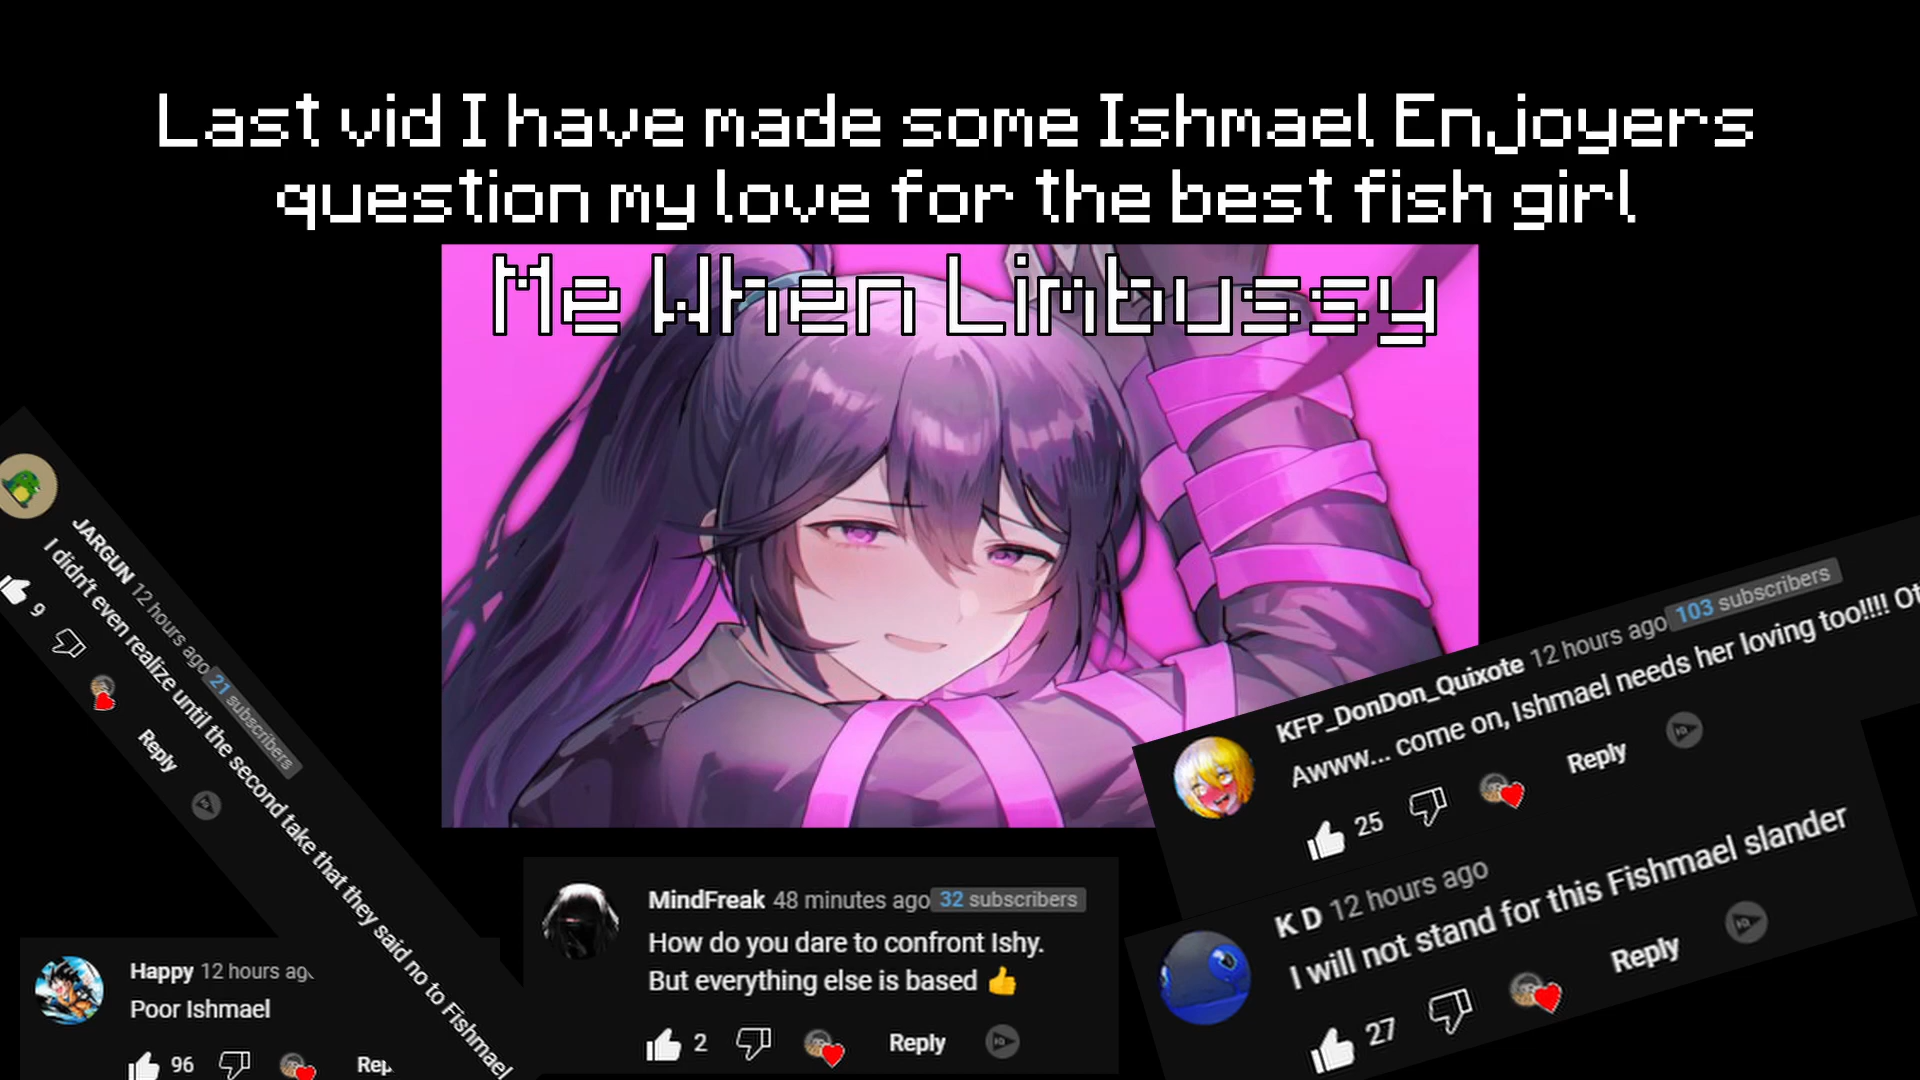 Last vid I have made some Ishmael Enjoyers
question my love for the best fish girl
Me When Limbussy
JARGUN 12 hours ago 21 subscribers
I didn't even realize until the second take that they said no to Fishmael
9
Reply
Happy 12 hours ago
Poor Ishmael
96
MindFreak 48 minutes ago 32 subscribers
How do you dare to confront Ishy.
But everything else is based 👍
2 Reply
KFP_DonDon_Quixote 12 hours ago 103 subscribers
Awww... come on, Ishmael needs her loving too!!!!
25 Reply
K D 12 hours ago
I will not stand for this Fishmael slander
27 Reply